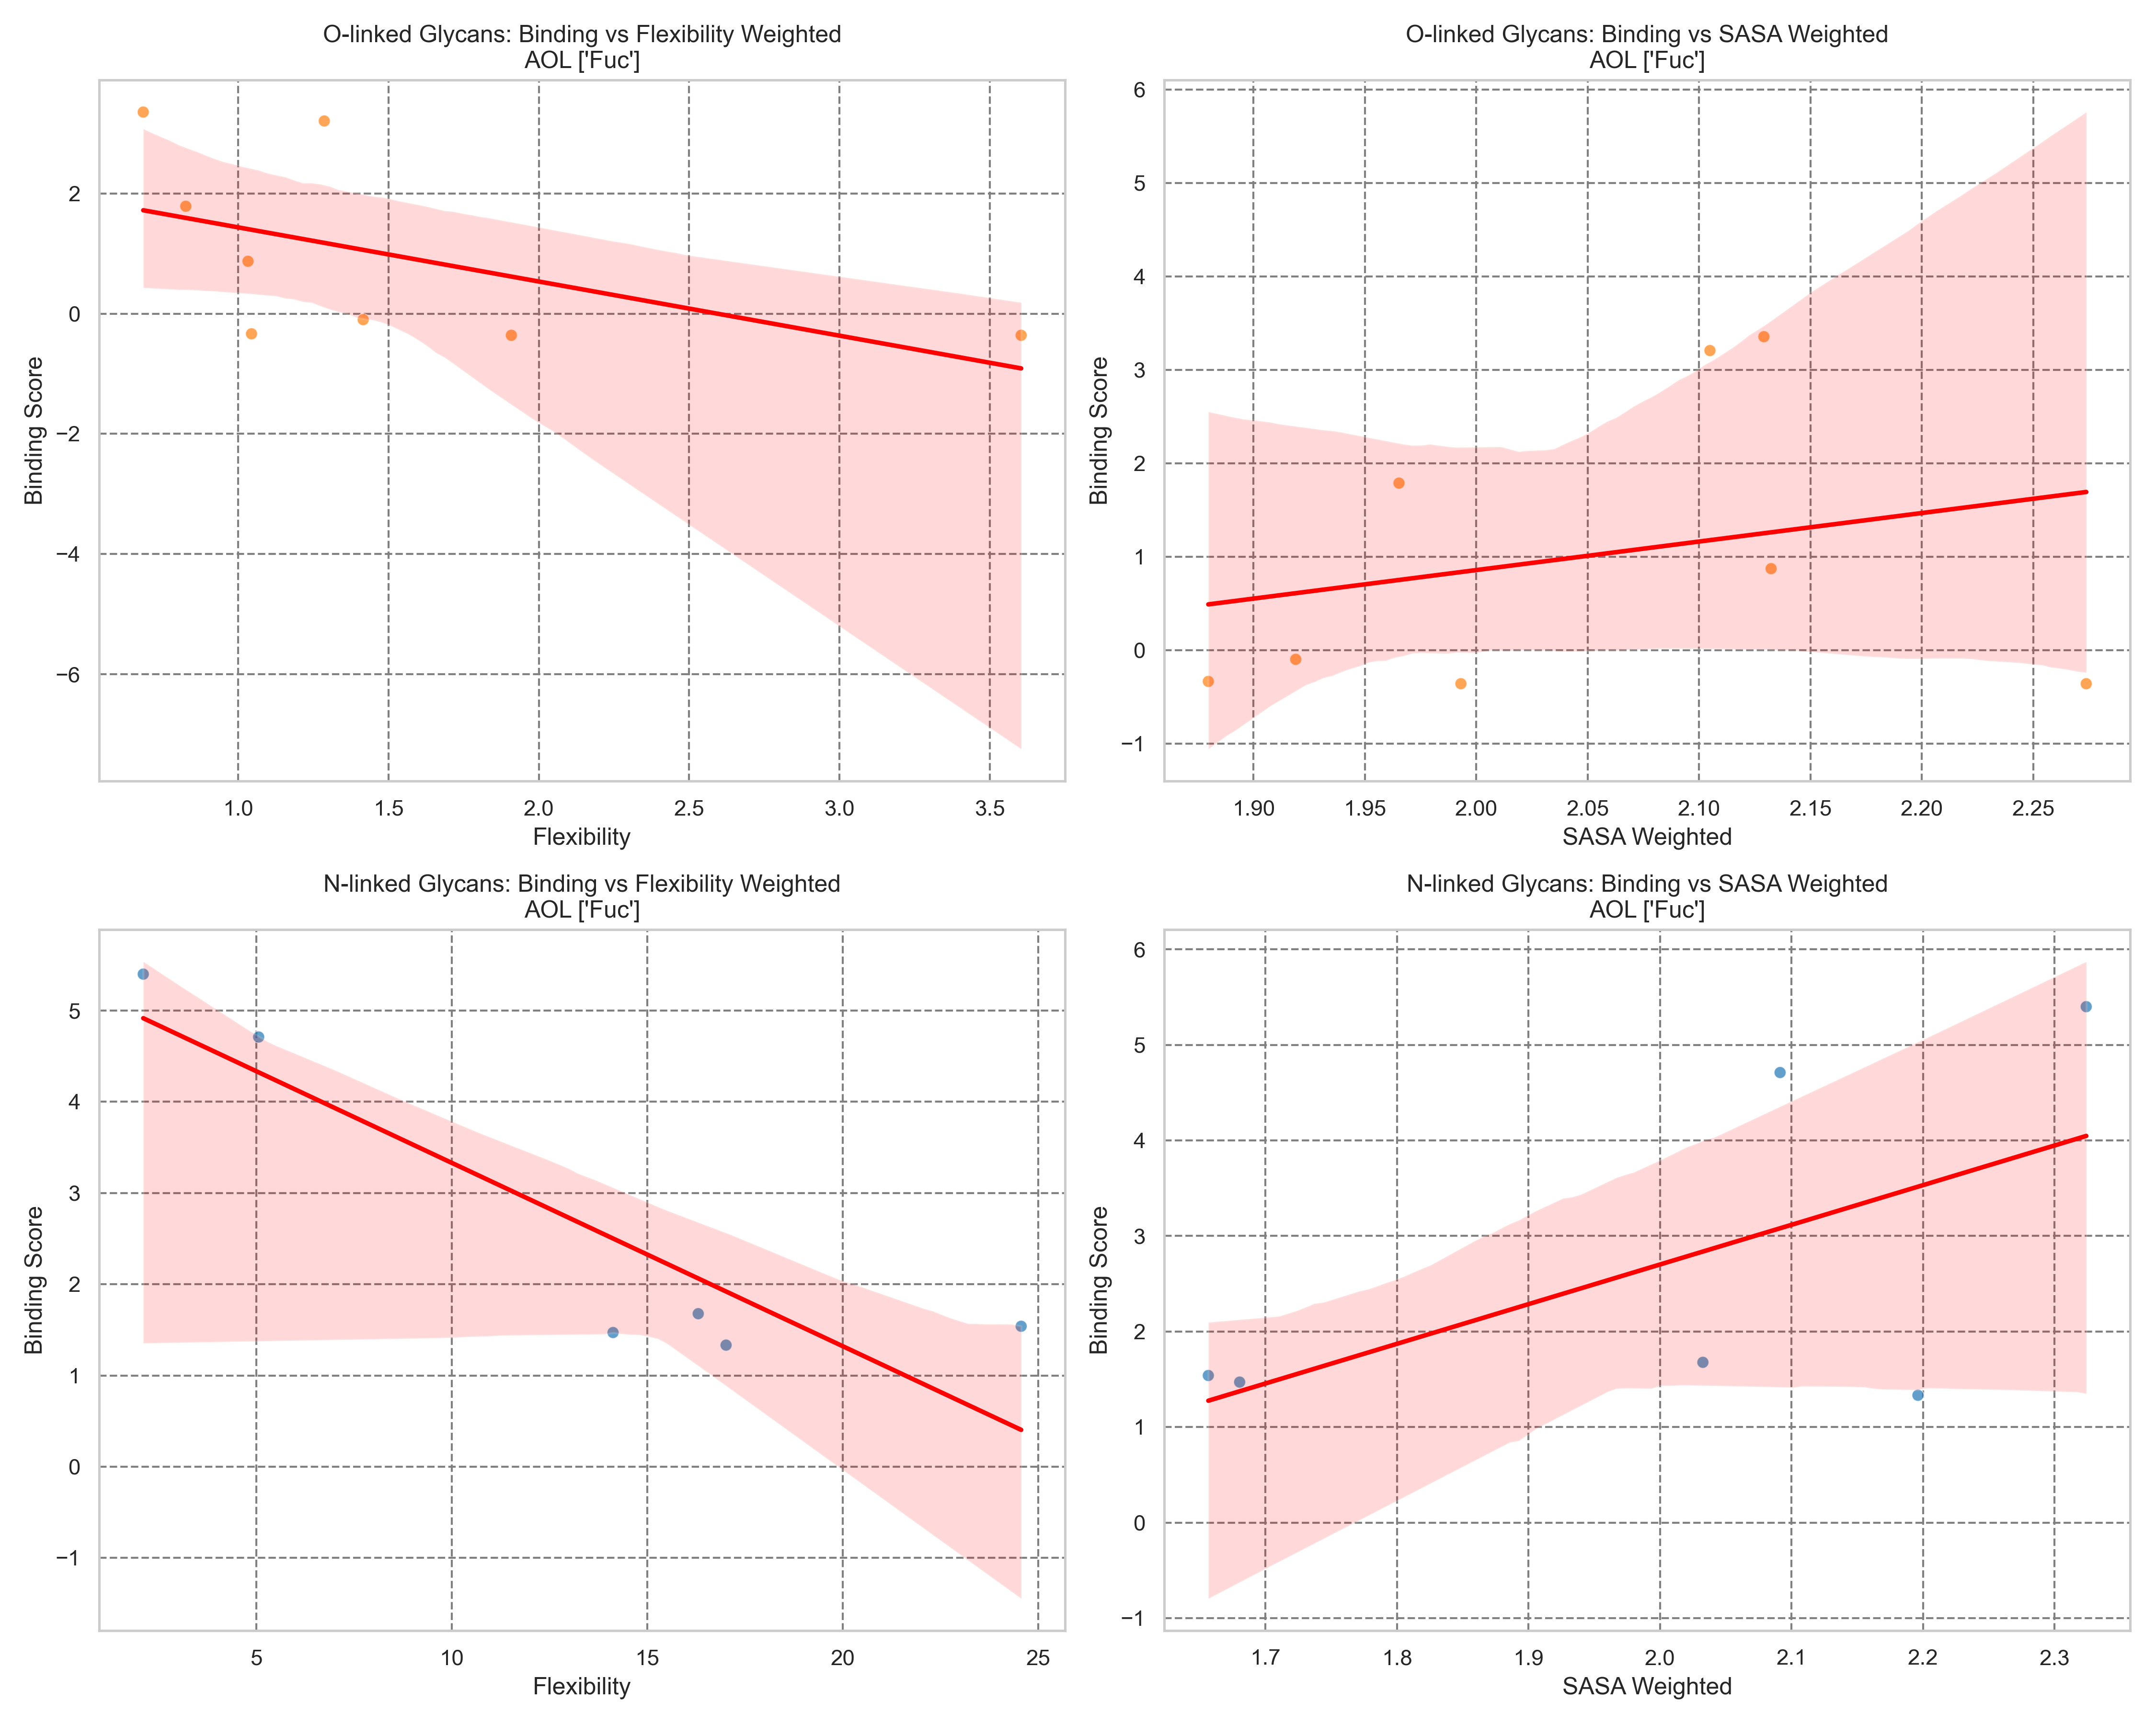 O-linked Glycans: Binding vs Flexibility Weighted
AOL ['Fuc']
Binding Score
2
0
−2
−4
−6
1.0 1.5 2.0 2.5 3.0 3.5
Flexibility
O-linked Glycans: Binding vs SASA Weighted
AOL ['Fuc']
Binding Score
6
5
4
3
2
1
0
−1
1.90 1.95 2.00 2.05 2.10 2.15 2.20 2.25
SASA Weighted
N-linked Glycans: Binding vs Flexibility Weighted
AOL ['Fuc']
Binding Score
5
4
3
2
1
0
−1
5 10 15 20 25
Flexibility
N-linked Glycans: Binding vs SASA Weighted
AOL ['Fuc']
Binding Score
6
5
4
3
2
1
0
−1
1.7 1.8 1.9 2.0 2.1 2.2 2.3
SASA Weighted